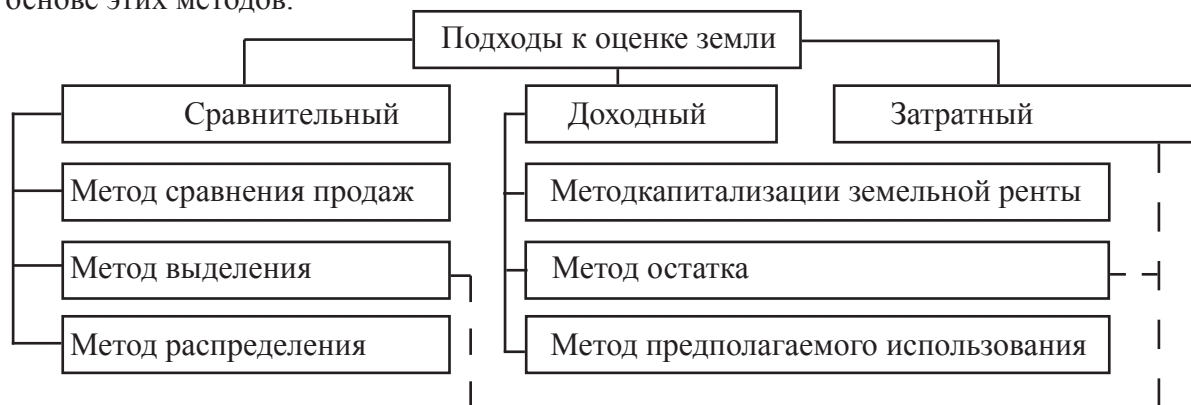 основе этих методов.
Подходы к оценке земли
Сравнительный
Доходный
Затратный
Метод сравнения продаж
Методкапитализации земельной ренты
Метод выделения
Метод остатка
Метод распределения
Метод предполагаемого использования